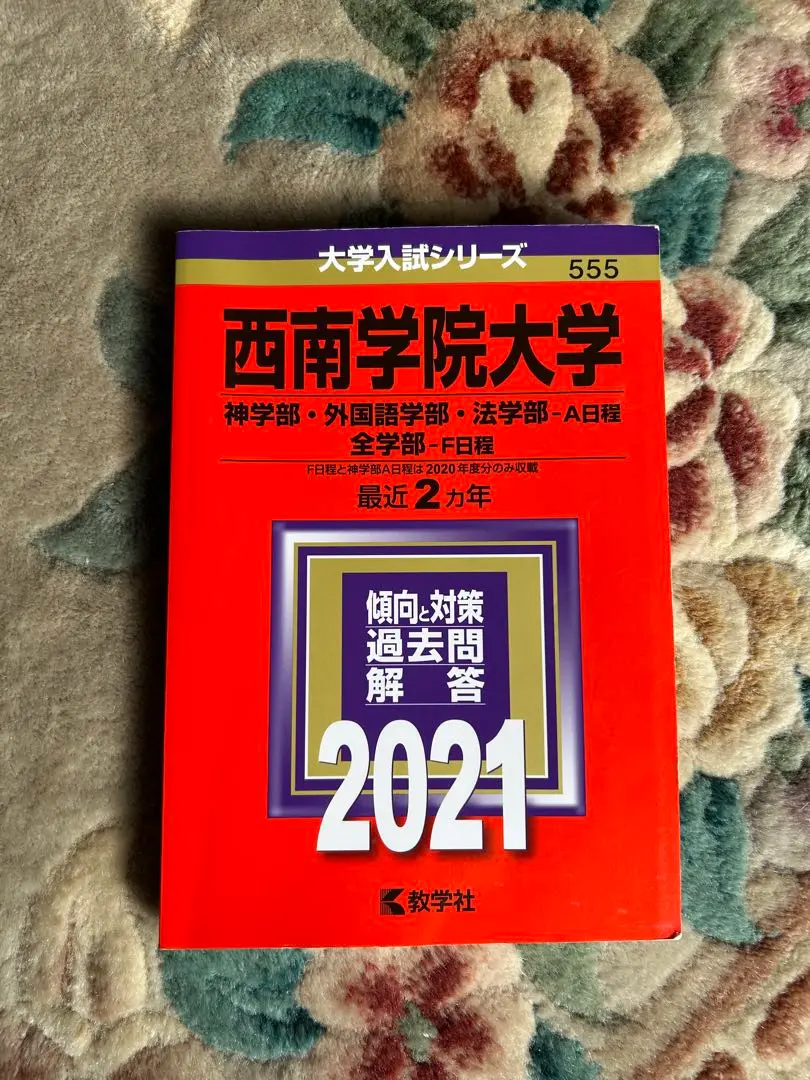 大学入試シリーズ
555
西南学院大学
神学部・外国語学部・法学部-A日程
全学部-F日程
F日程と神学部A日程は2020年度分のみ収載
最近2カ年
傾向と対策
過去問
解答
2021
教学社